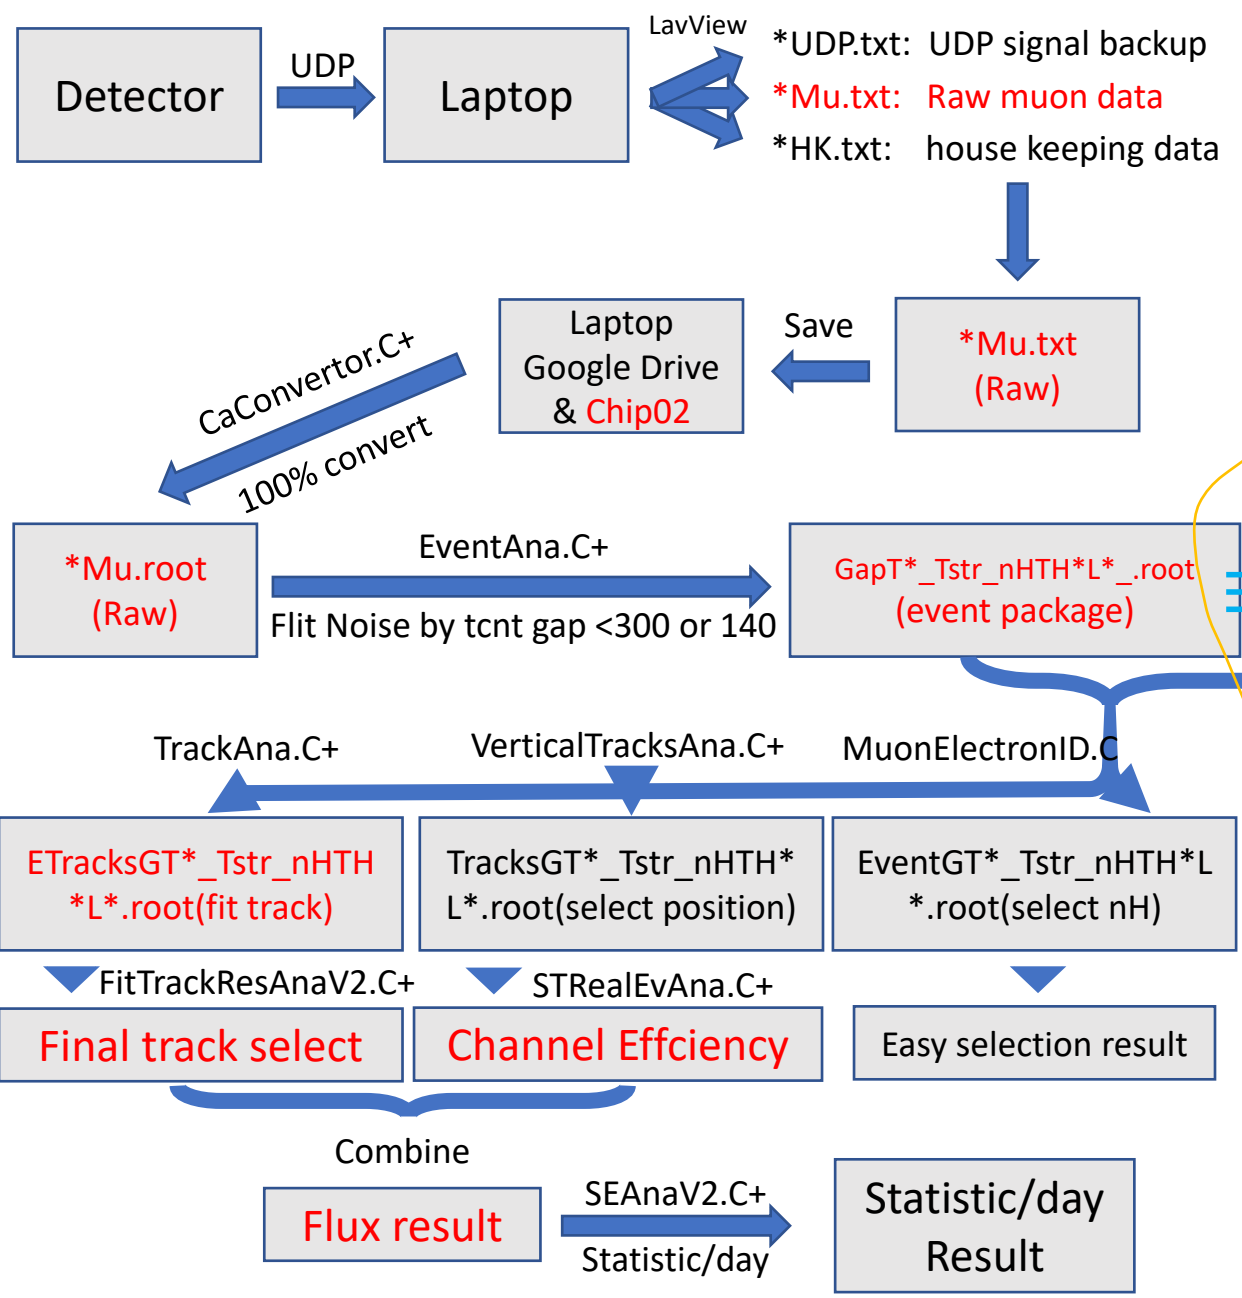 LavView
Detector
UDP
Laptop
*UDP.txt: UDP signal backup
*Mu.txt: Raw muon data
*HK.txt: house keeping data
Laptop
Google Drive
& Chip02
Save
*Mu.txt
(Raw)
CaConvertor.C+
100% convert
*Mu.root
(Raw)
EventAna.C+
Flit Noise by tcnt gap <300 or 140
GapT*_Tstr_nHTH*L*_.root
(event package)
TrackAna.C+
VerticalTracksAna.C+
MuonElectronID.C
ETracksGT*_Tstr_nHTH
*L*.root(fit track)
TracksGT*_Tstr_nHTH*
L*.root(select position)
EventGT*_Tstr_nHTH*L
*.root(select nH)
FitTrackResAnaV2.C+
STRealEvAna.C+
Final track select
Channel Effciency
Easy selection result
Combine
Flux result
SEAnaV2.C+
Statistic/day
Statistic/day
Result